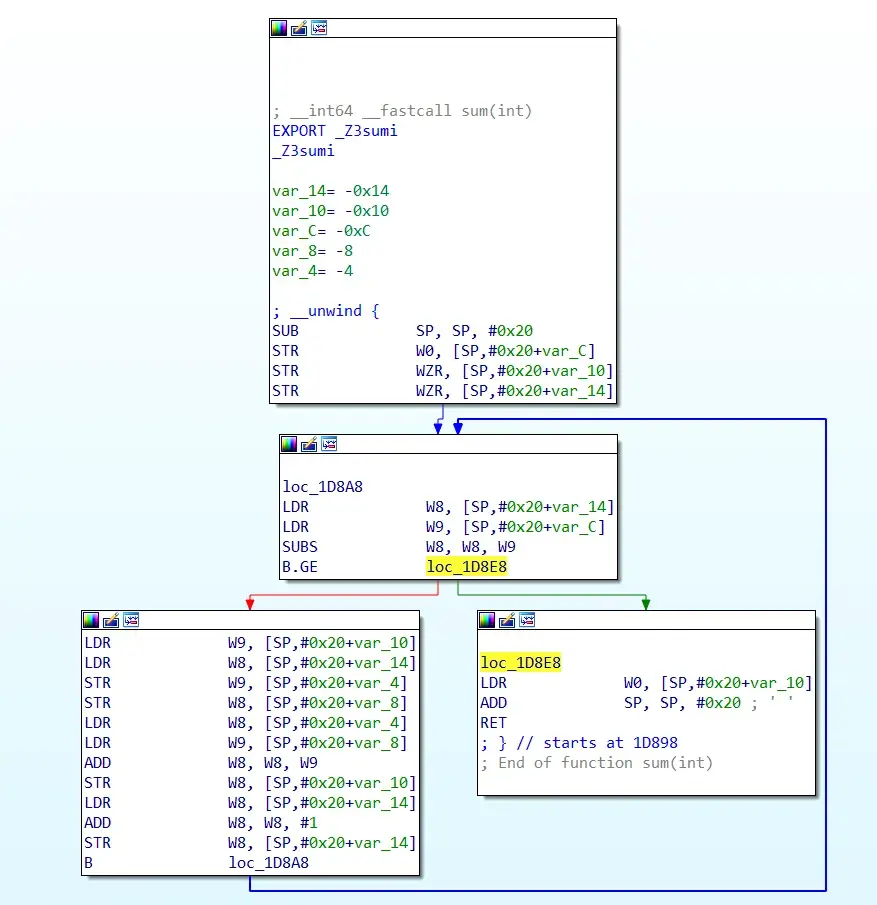 ; __int64 __fastcall sum(int)
EXPORT _Z3sumi
_Z3sumi
var_14= -0x14
var_10= -0x10
var_C= -0xC
var_8= -8
var_4= -4
; __unwind {
SUB SP, SP, #0x20
STR W0, [SP,#0x20+var_C]
STR WZR, [SP,#0x20+var_10]
STR WZR, [SP,#0x20+var_14]
loc_1D8A8
LDR W8, [SP,#0x20+var_14]
LDR W9, [SP,#0x20+var_C]
SUBS W8, W8, W9
B.GE loc_1D8E8
LDR W9, [SP,#0x20+var_10]
LDR W8, [SP,#0x20+var_14]
STR W9, [SP,#0x20+var_4]
STR W8, [SP,#0x20+var_8]
LDR W8, [SP,#0x20+var_4]
LDR W9, [SP,#0x20+var_8]
ADD W8, W8, W9
STR W8, [SP,#0x20+var_10]
LDR W8, [SP,#0x20+var_14]
ADD W8, W8, #1
STR W8, [SP,#0x20+var_14]
B loc_1D8A8
loc_1D8E8
LDR W0, [SP,#0x20+var_10]
ADD SP, SP, #0x20 ; ' '
RET
; } // starts at 1D898
; End of function sum(int)